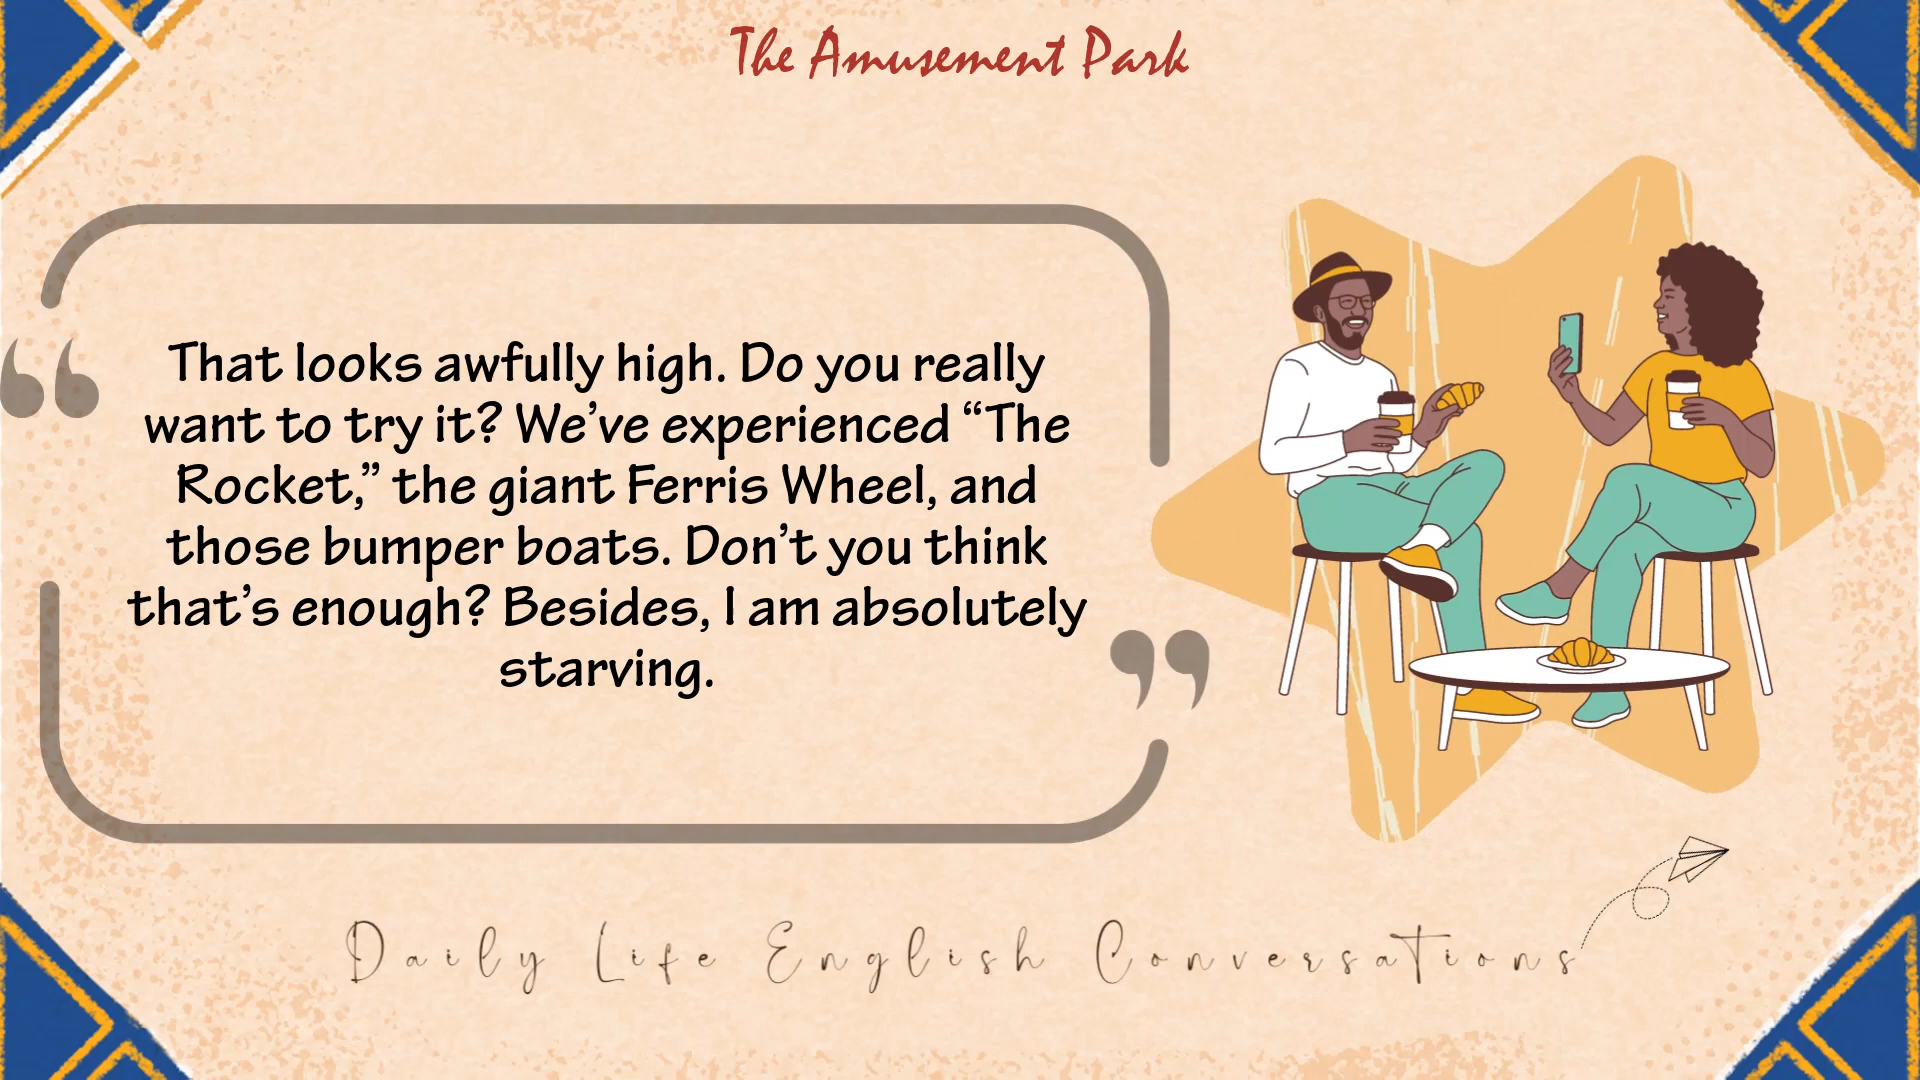 The Amusement Park
That looks awfully high. Do you really
want to try it? We’ve experienced “The
Rocket,” the giant Ferris Wheel, and
those bumper boats. Don’t you think
that’s enough? Besides, I am absolutely
starving.
Daily Life English Conversations